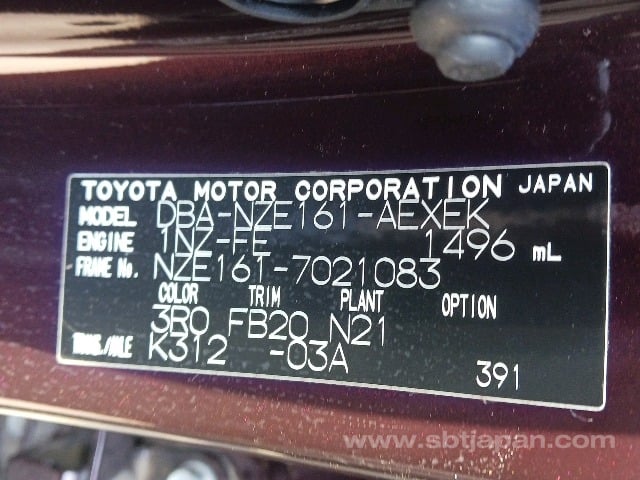 TOYOTA MOTOR CORPORATION JAPAN
MODEL DBA-NZE161-AEXEK
ENGINE 1NZ-FE 1496 mL
FRAME No. NZE161-7021083
COLOR TRIM PLANT OPTION
3R0 FB20 N21
TRANS./AXLE K312 -03A 391
www.sbtjapan.com